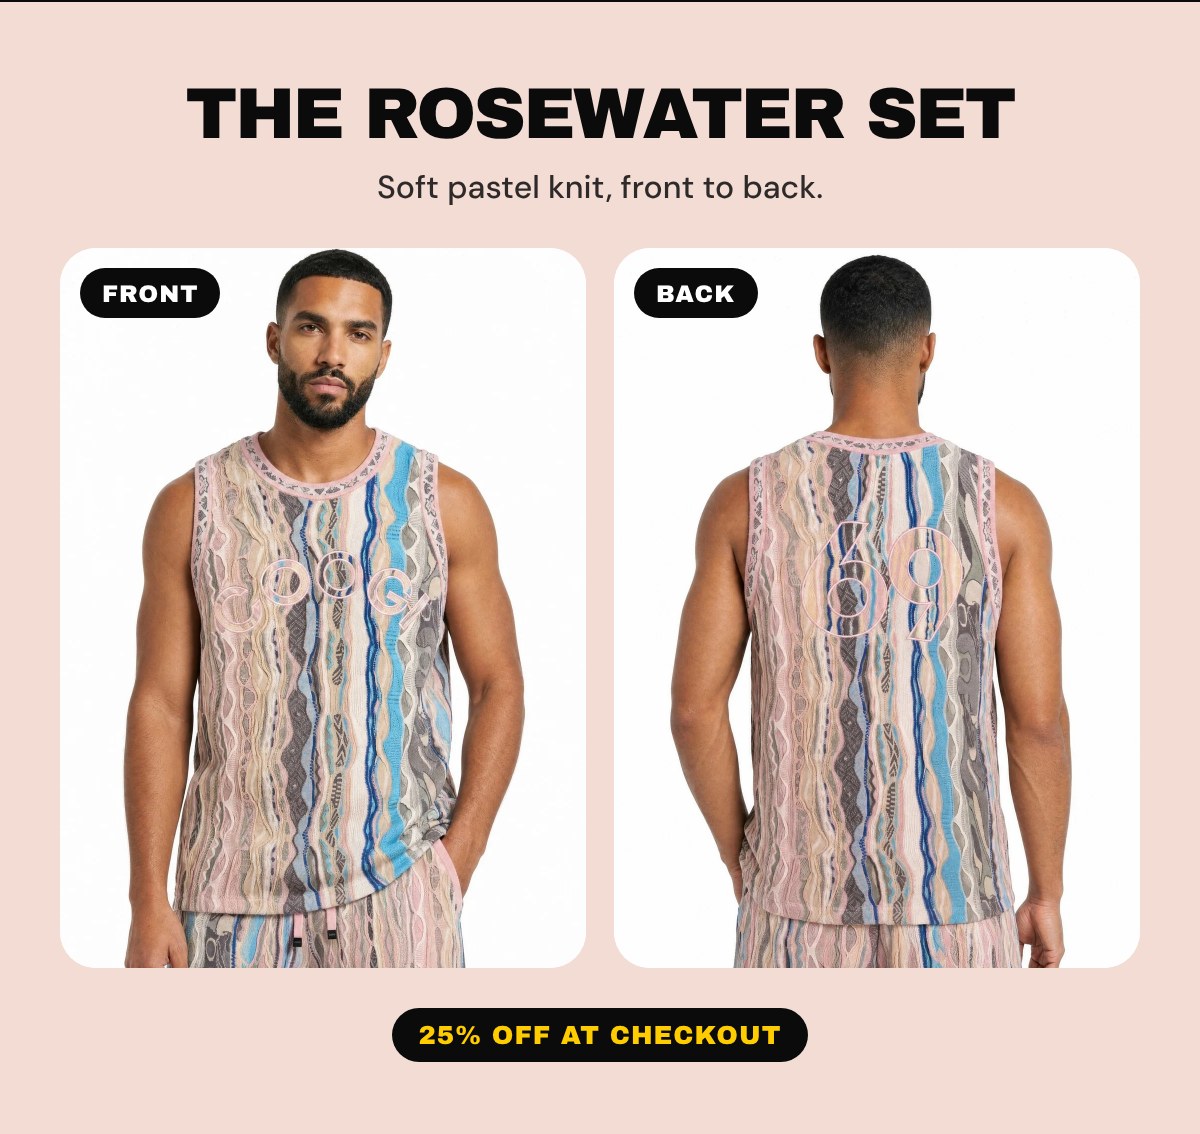 THE ROSEWATER SET
Soft pastel knit, front to back.
FRONT
BACK
COOGI
69
25% OFF AT CHECKOUT